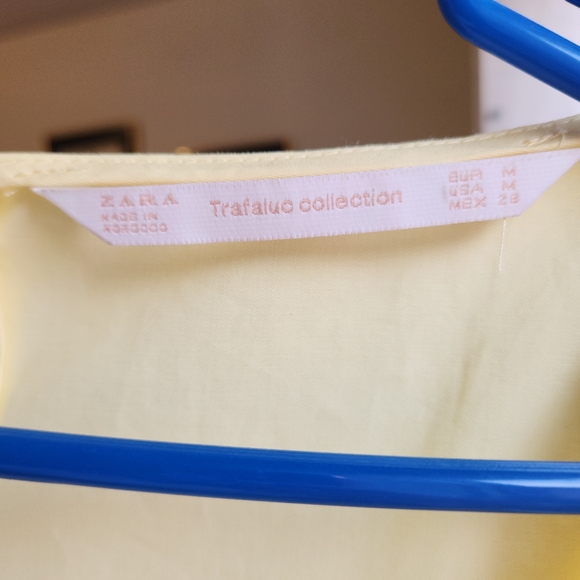 ZARA
MADE IN
MOROCCO
Trafaluc collection
EUR M
USA M
MEX 28